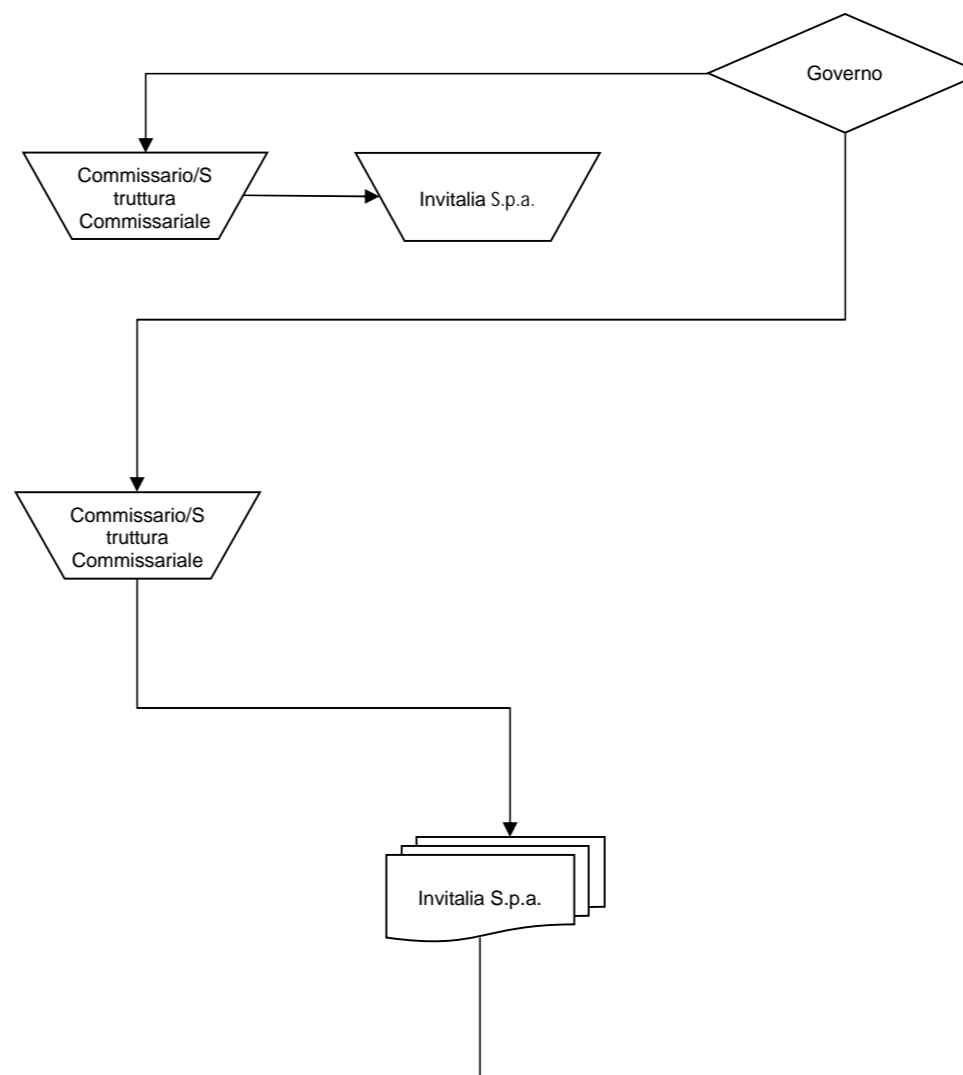 Governo
Commissario/S
truttura
Commissariale
Invitalia S.p.a.
Commissario/S
truttura
Commissariale
Invitalia S.p.a.